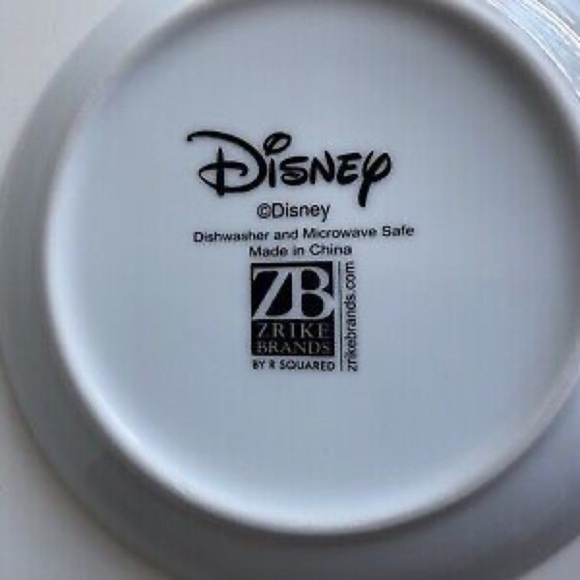 Disney
©Disney
Dishwasher and Microwave Safe
Made in China
ZB
ZRIKE
BRANDS
BY R SQUARED
zrikebrands.com